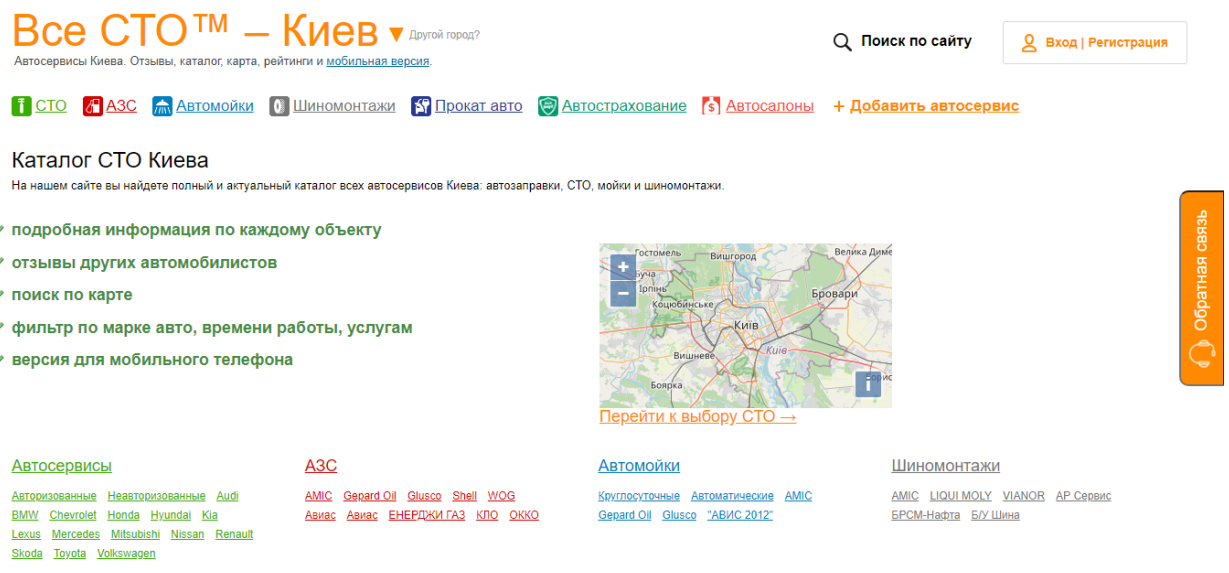 Все СТО™ – Киев ▼ Другой город?
Автосервисы Киева. Отзывы, каталог, карта, рейтинги и мобильная версия.
Поиск по сайту
Вход | Регистрация
СТО АЗС Автомойки Шиномонтажи Прокат авто Автострахование Автосалоны + Добавить автосервис
Каталог СТО Киева
На нашем сайте вы найдете полный и актуальный каталог всех автосервисов Киева: автозаправки, СТО, мойки и шиномонтажи.
подробная информация по каждому объекту
отзывы других автомобилистов
поиск по карте
фильтр по марке авто, времени работы, услугам
версия для мобильного телефона
+
–
Гостомель
Вишгород
Велика Диме
Буча
Ірпінь
Коцюбинське
Бровари
Київ
Київ
Вишневе
Боярка
Борис
i
Перейти к выбору СТО →
Обратная связь
Автосервисы
Авторизованные Неавторизованные Audi
BMW Chevrolet Honda Hyundai Kia
Lexus Mercedes Mitsubishi Nissan Renault
Skoda Toyota Volkswagen
АЗС
AMIC Gepard Oil Glusco Shell WOG
Авиас Авиас ЕНЕРДЖИ ГАЗ КЛО ОККО
Автомойки
Круглосуточные Автоматические AMIC
Gepard Oil Glusco "АВИС 2012"
Шиномонтажи
AMIC LIQUI MOLY VIANOR АР Сервис
БРСМ-Нафта Б/У Шина